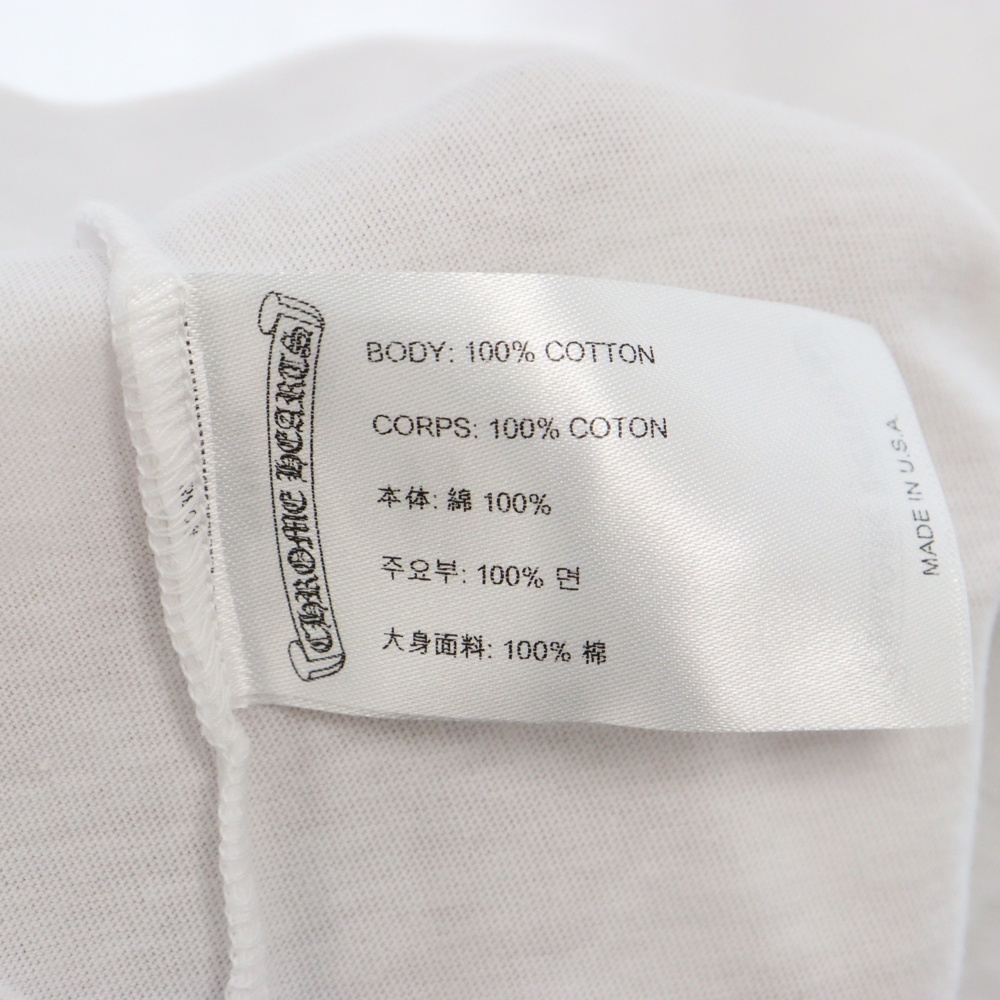 CHROME HEARTS
BODY: 100% COTTON
CORPS: 100% COTON
本体: 綿 100%
주요부: 100% 면
大身面料: 100% 棉
MADE IN U.S.A